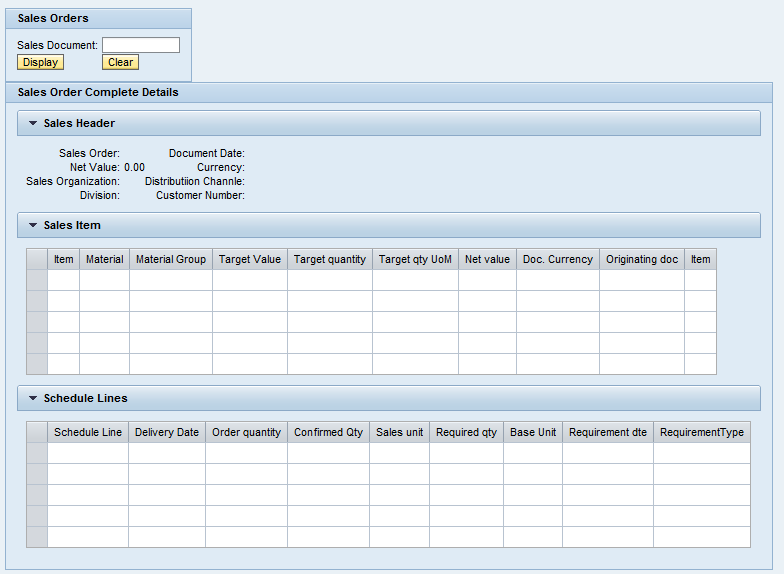 Sales Orders
Sales Document:
Display Clear
Sales Order Complete Details
Sales Header
Sales Order: Document Date:
Net Value: 0.00 Currency:
Sales Organization: Distributiion Channle:
Division: Customer Number:
Sales Item
Item Material Material Group Target Value Target quantity Target qty UoM Net value Doc. Currency Originating doc Item
Schedule Lines
Schedule Line Delivery Date Order quantity Confirmed Qty Sales unit Required qty Base Unit Requirement dte RequirementType